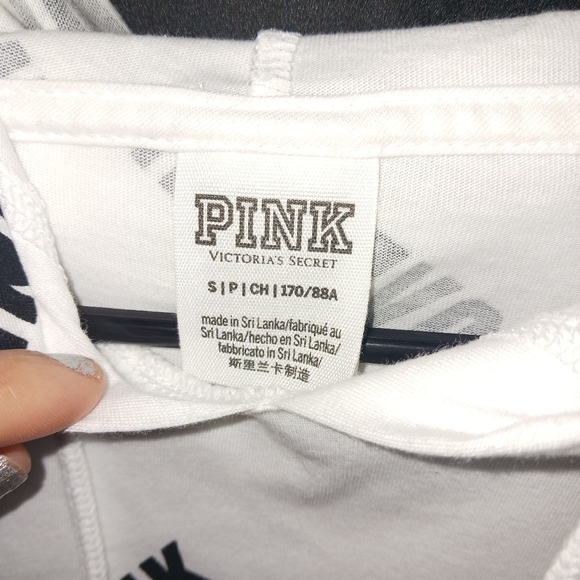 PINK
VICTORIA'S SECRET
S|P|CH|170/88A
made in Sri Lanka/fabriqué au
Sri Lanka/hecho en Sri Lanka/
fabbricato in Sri Lanka/
斯里兰卡制造